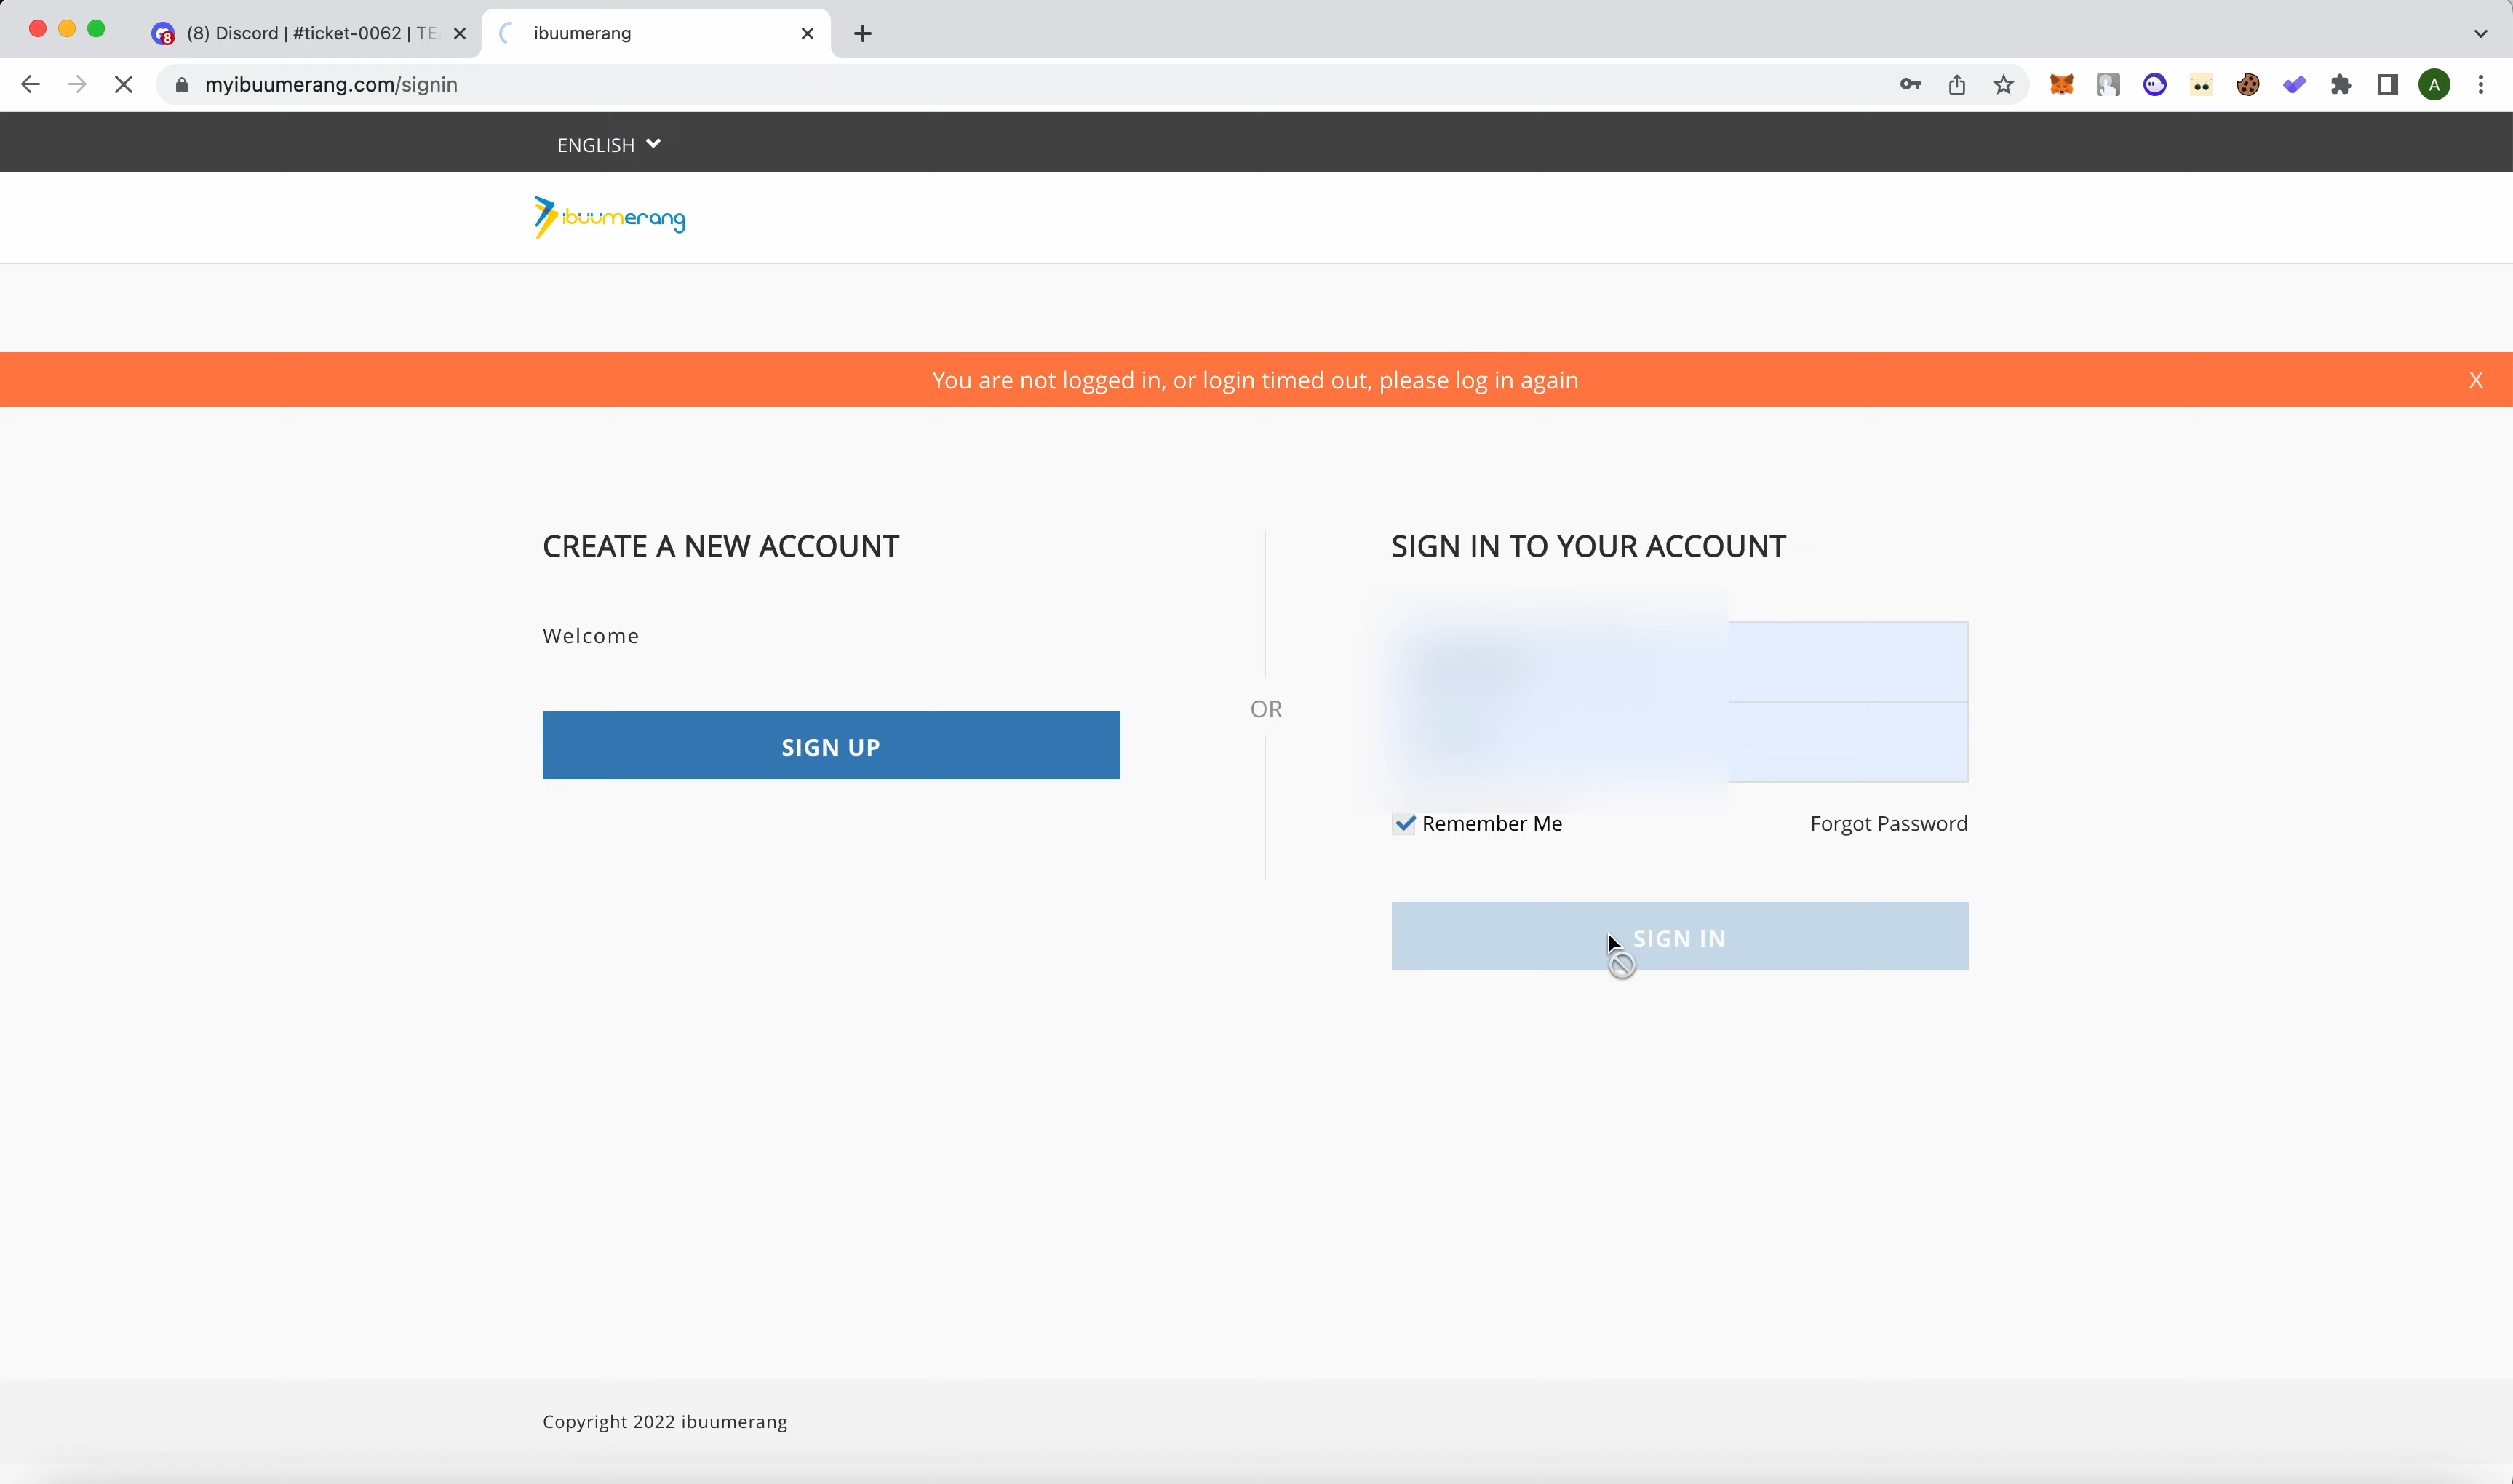 (8) Discord | #ticket-0062 | TE
ibuumerang
myibuumerang.com/signin
A
ENGLISH
ibuumerang
You are not logged in, or login timed out, please log in again
X
CREATE A NEW ACCOUNT
SIGN IN TO YOUR ACCOUNT
Welcome
OR
SIGN UP
Remember Me
Forgot Password
SIGN IN
Copyright 2022 ibuumerang